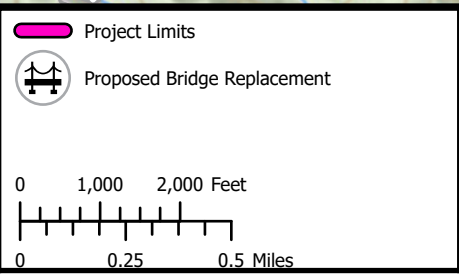 Project Limits
Proposed Bridge Replacement
0 1,000 2,000 Feet
0 0.25 0.5 Miles